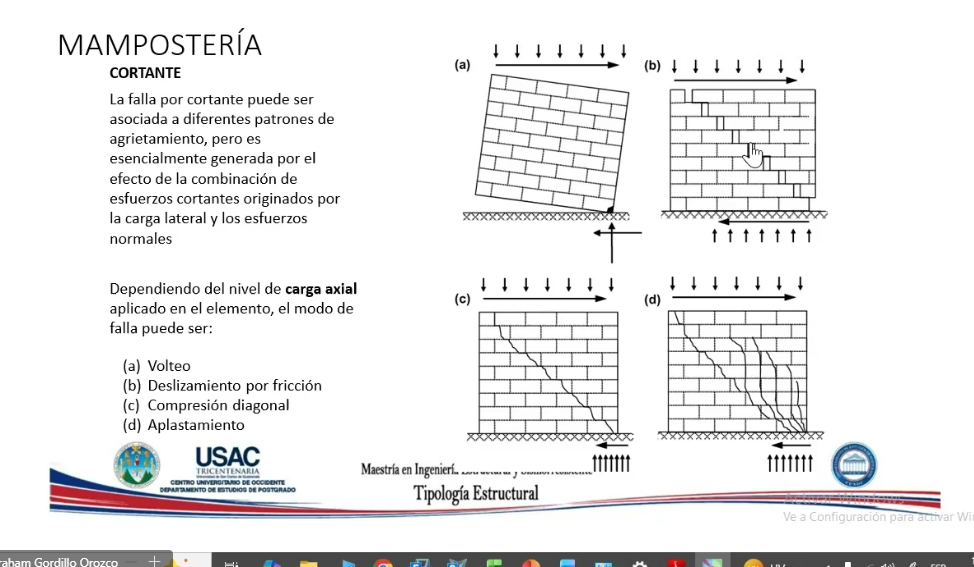 MAMPOSTERÍA
CORTANTE
La falla por cortante puede ser
asociada a diferentes patrones de
agrietamiento, pero es
esencialmente generada por el
efecto de la combinación de
esfuerzos cortantes originados por
la carga lateral y los esfuerzos
normales
Dependiendo del nivel de carga axial
aplicado en el elemento, el modo de
falla puede ser:
(a) Volteo
(b) Deslizamiento por fricción
(c) Compresión diagonal
(d) Aplastamiento
(a)
(b)
(c)
(d)
USAC
TRICENTENARIA
CENTRO UNIVERSITARIO DE OCCIDENTE
DEPARTAMENTO DE ESTUDIOS DE POSTGRADO
Maestría en
Tipología Estructural
Ve a Configuración para activar
Gordillo Orozco
ESP